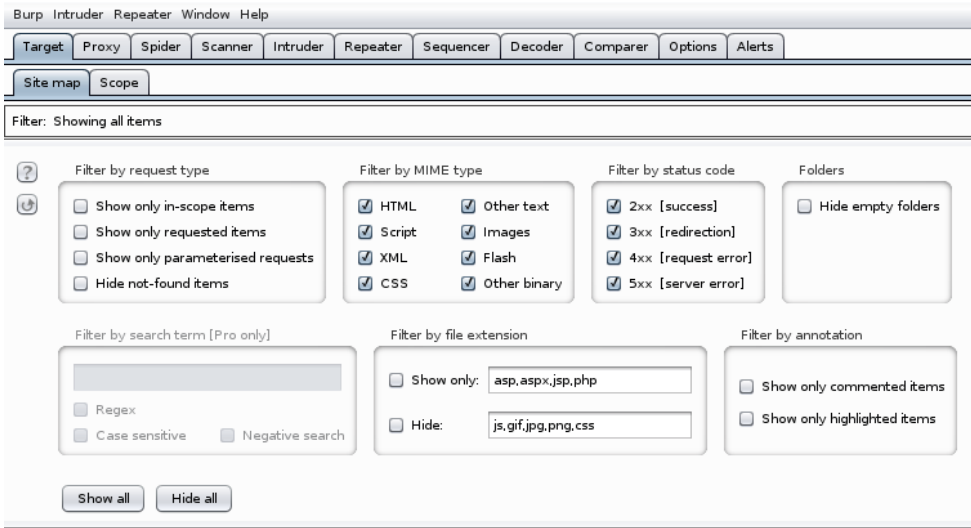 Burp Intruder Repeater Window Help
Target Proxy Spider Scanner Intruder Repeater Sequencer Decoder Comparer Options Alerts
Site map Scope
Filter: Showing all items
?
Filter by request type
Show only in-scope items
Show only requested items
Show only parameterised requests
Hide not-found items
Filter by MIME type
HTML Other text
Script Images
XML Flash
CSS Other binary
Filter by status code
2xx [success]
3xx [redirection]
4xx [request error]
5xx [server error]
Folders
Hide empty folders
Filter by search term [Pro only]
Regex
Case sensitive Negative search
Filter by file extension
Show only: asp,aspx,jsp,php
Hide: js,gif,jpg,png,css
Filter by annotation
Show only commented items
Show only highlighted items
Show all Hide all